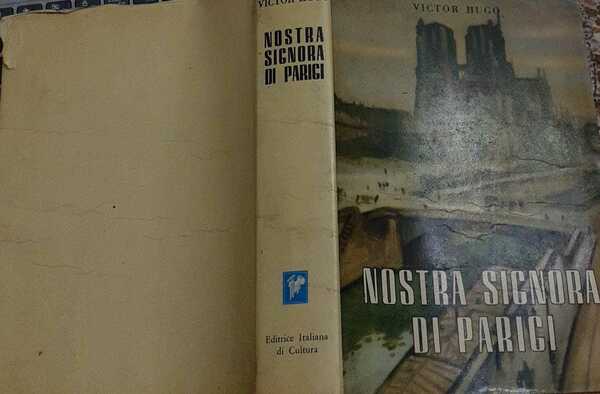 VICTOR HUGO
NOSTRA
SIGNORA
DI PARIGI
Editrice Italiana
di Cultura
VICTOR HUGO
NOSTRA SIGNORA
DI PARIGI